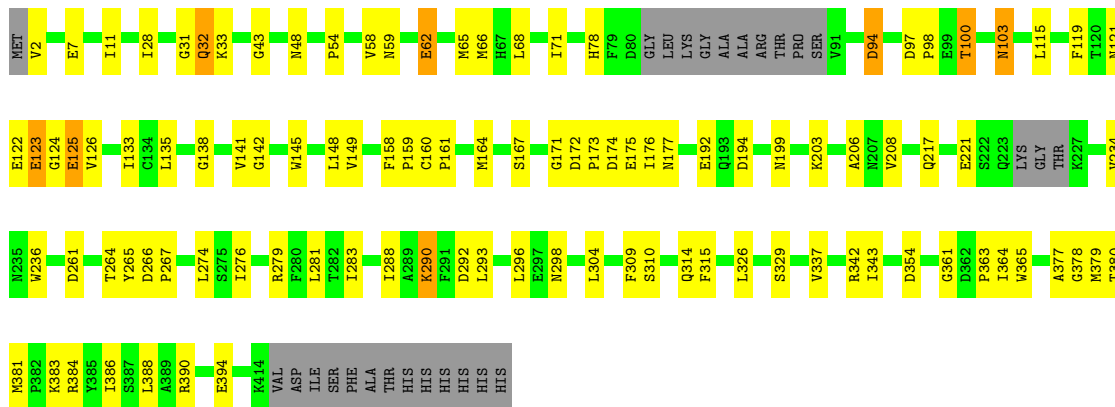 MET V2 E7 I11 I28 G31 Q32 K33 G43 N48 P54 V58 N59 E62 M65 M66 H67 L68 I71 H78 F79 D80 GLY LEU LYS GLY ALA ALA ARG THR PRO SER V91 D94 D97 P98 E99 T100 N103 L115 F119 T120 N121
E122 E123 G124 E125 V126 I133 C134 L135 G138 V141 G142 W145 L148 V149 F158 P159 C160 P161 M164 S167 G171 D172 P173 D174 E175 I176 N177 E192 Q193 D194 N199 K203 A206 N207 V208 Q217 E221 S222 Q223 LYS GLY THR K227 V234
N235 W236 D261 T264 Y265 D266 P267 L274 S275 I276 R279 F280 L281 T282 I283 I288 A289 K290 F291 D292 L293 L296 E297 N298 L304 F309 S310 Q314 F315 L326 S329 V337 R342 I343 D354 G361 D362 P363 I364 W365 A377 G378 M379 T380
M381 P382 K383 R384 Y385 I386 S387 L388 A389 R390 E394 K414 VAL ASP ILE SER PHE ALA THR HIS HIS HIS HIS HIS HIS